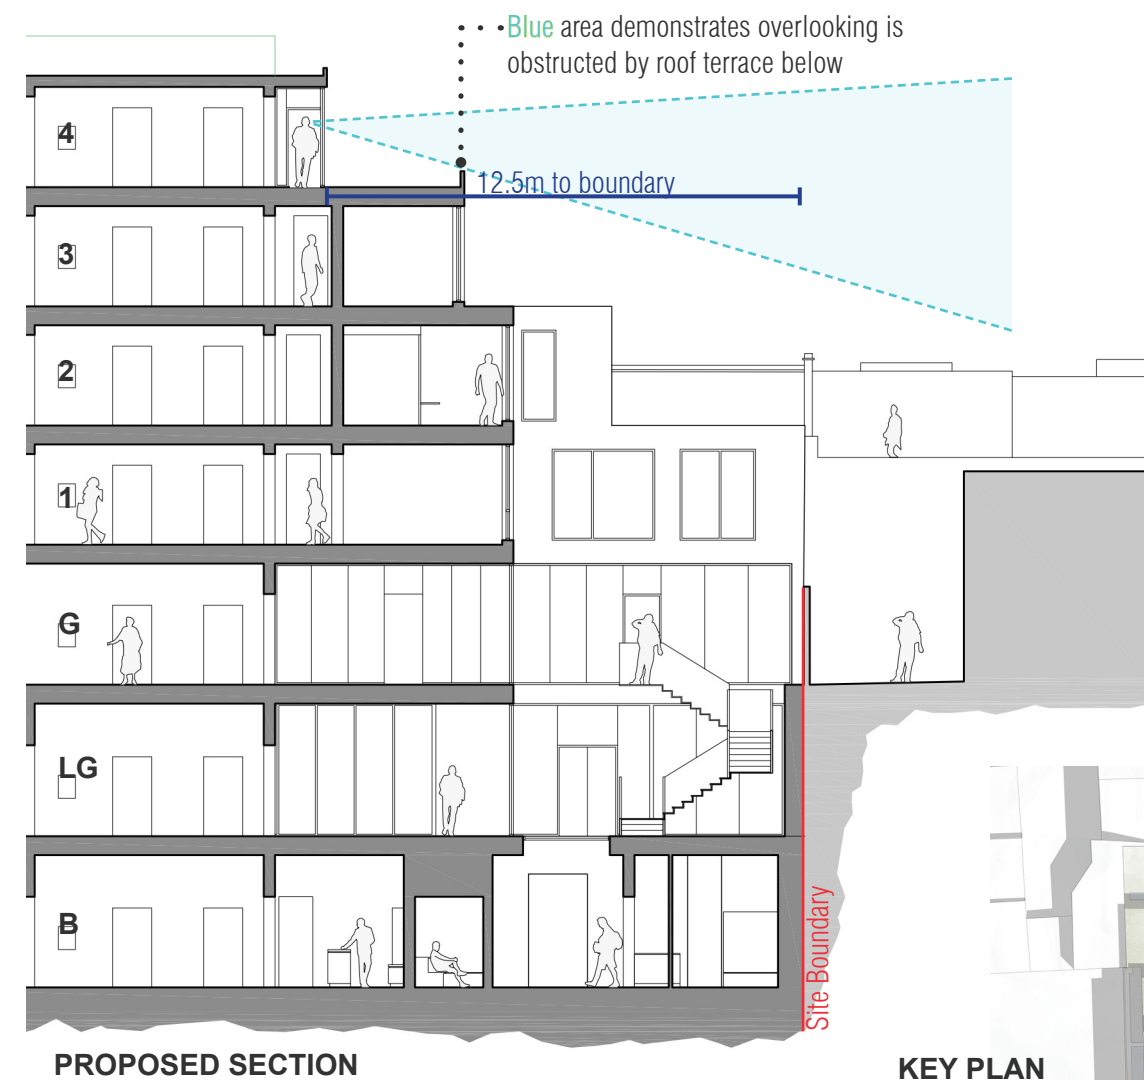 Blue area demonstrates overlooking is
obstructed by roof terrace below
4
12.5m to boundary
3
2
1
G
LG
B
Site Boundary
PROPOSED SECTION
KEY PLAN